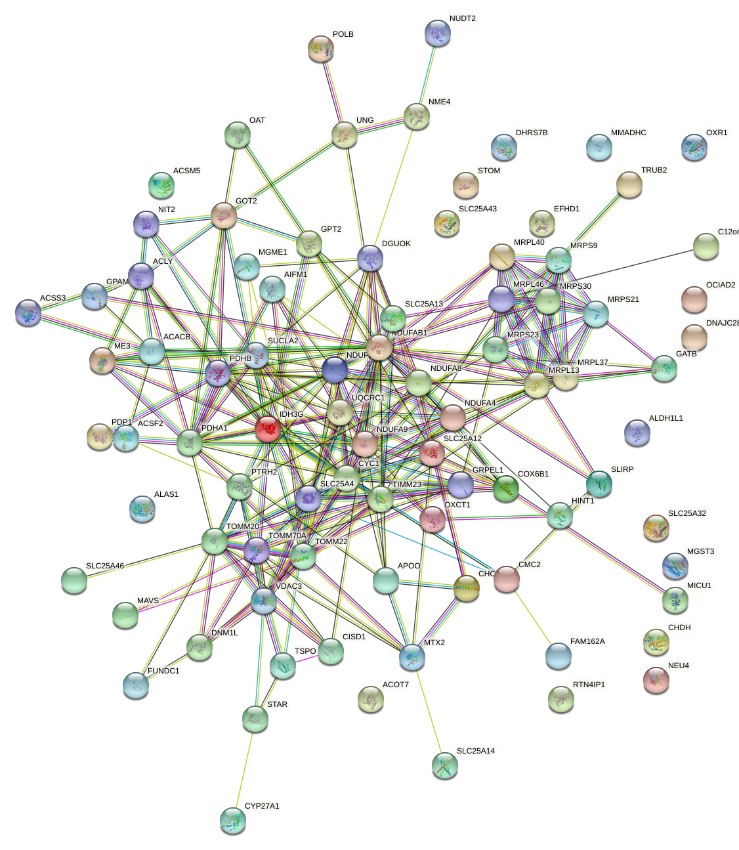 NUDT2
POLB
NME4
OAT
UNG
DHRS7B
MMADHC
OXR1
ACSM5
STOM
TRUB2
GOT2
NIT2
SLC25A43
EFHD1
GPT2
C12or
DGUOK
MRPL40
MRPS9
MGME1
ACLY
AIFM1
GPAM
MRPL46
MRPS30
OCIAD2
ACSS3
SLC25A13
MRPS21
NDUFAB1
DNAJC28
ACACB
SUCLA2
MRPS23
ME3
PDHB
NDUF
NDUFA8
MRPL37
GATB
MRPL13
UQCRC1
NDUFA4
PDP1
ACSF2
PDHA1
IDH3G
NDUFA9
ALDH1L1
SLC25A12
CYC1
PTRH2
GRPEL1
COX6B1
SLIRP
SLC25A4
TIMM23
ALAS1
OXCT1
HINT1
SLC25A32
TOMM20
TOMM70A
TOMM22
SLC25A46
APOO
CHC
CMC2
MGST3
VDAC3
MICU1
MAVS
DNM1L
CISD1
MTX2
FAM162A
CHDH
TSPO
FUNDC1
ACOT7
RTN4IP1
NEU4
STAR
SLC25A14
CYP27A1